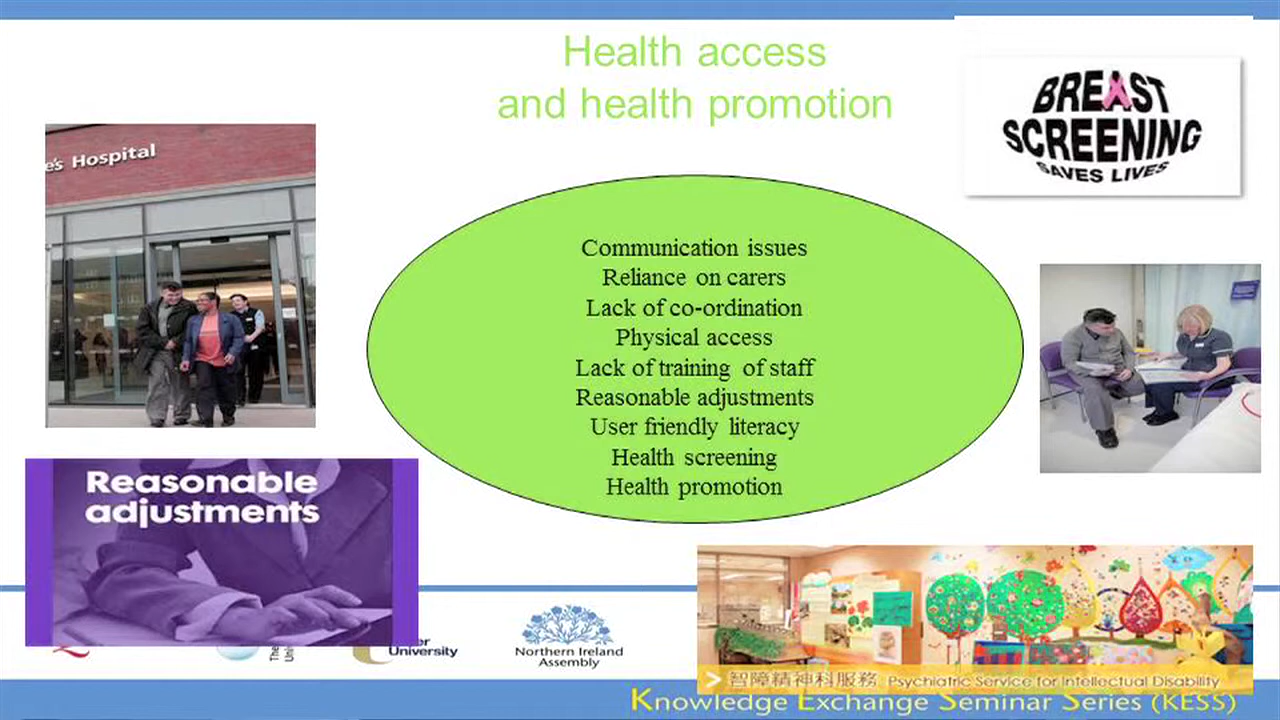 Health access
and health promotion
BREAST
SCREENING
SAVES LIVES
's Hospital
Communication issues
Reliance on carers
Lack of co-ordination
Physical access
Lack of training of staff
Reasonable adjustments
User friendly literacy
Health screening
Health promotion
Reasonable
adjustments
University
Northern Ireland
Assembly
> 智障精神科服務 Psychiatric Service for Intellectual Disability
Knowledge Exchange Seminar Series (KESS)